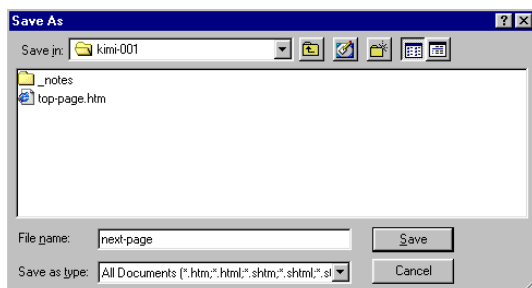 Save As
Save in: kimi-001
_notes
top-page.htm
File name: next-page Save
Save as type: All Documents (*.htm;*.html;*.shtm;*.shtml;*.sl Cancel